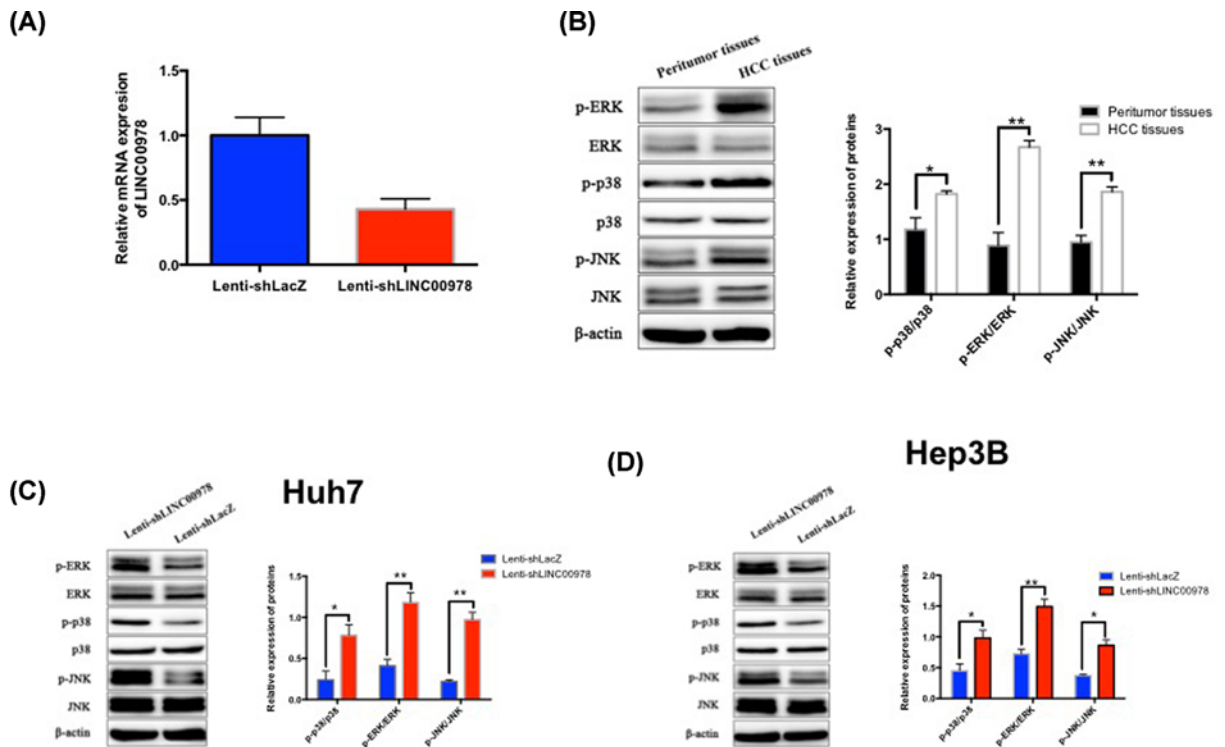 (A)
Relative mRNA expresion
of LINC00978
1.5
1.0
0.5
0.0
Lenti-shLacZ
Lenti-shLINC00978
(B)
Peritumor tissues
HCC tissues
p-ERK
ERK
p-p38
p38
p-JNK
JNK
β-actin
Relative expression of proteins
3
2
1
0
*
**
**
Peritumor tissues
HCC tissues
p-p38/p38
p-ERK/ERK
p-JNK/JNK
(C)
Huh7
Lenti-shLINC00978
Lenti-shLacZ
p-ERK
ERK
p-p38
p38
p-JNK
JNK
β-actin
Relative expression of proteins
1.5
1.0
0.5
0.0
*
**
**
Lenti-shLacZ
Lenti-shLINC00978
p-p38/p38
p-ERK/ERK
p-JNK/JNK
(D)
Hep3B
Lenti-shLINC00978
Lenti-shLacZ
p-ERK
ERK
p-p38
p38
p-JNK
JNK
β-actin
Relative expression of proteins
2.0
1.5
1.0
0.5
0.0
*
**
*
Lenti-shLacZ
Lenti-shLINC00978
p-p38/p38
p-ERK/ERK
p-JNK/JNK